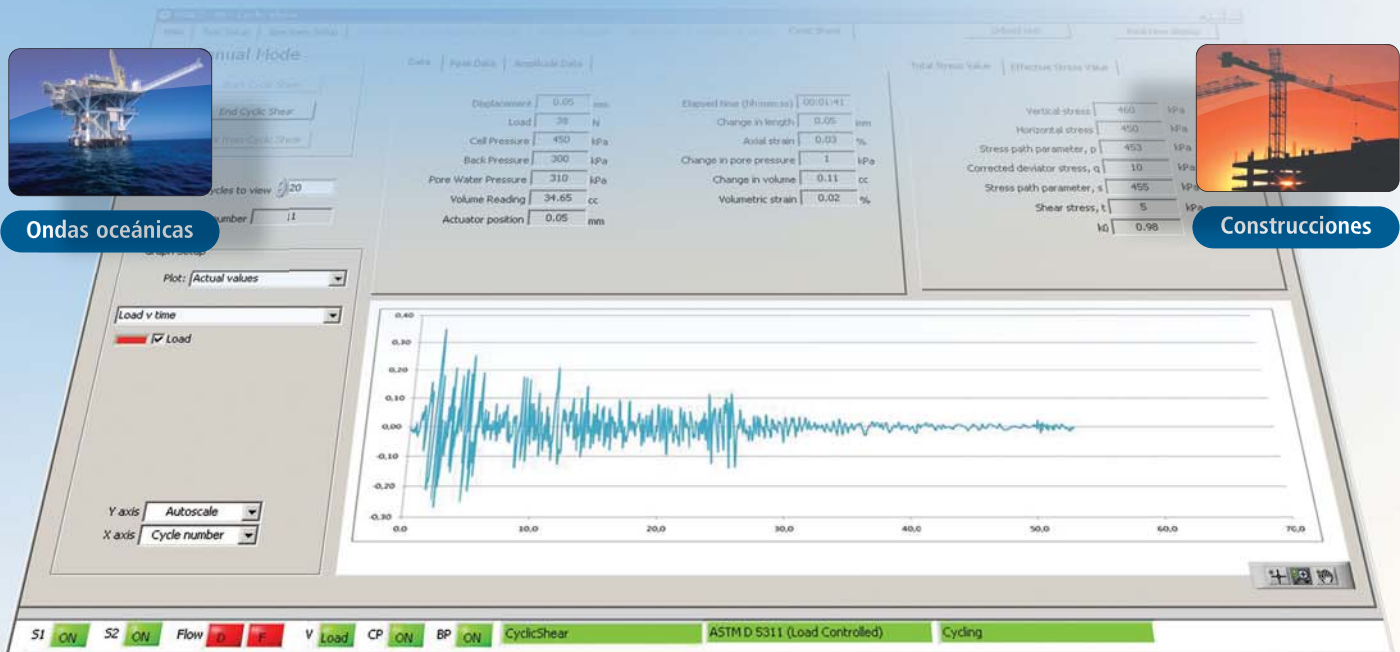 Manual Mode
End Cyclic Shear
cycles to view 20
number 11
Graph Setup
Plot: Actual values
Load v time
Load
Y axis Autoscale
X axis Cycle number
Data Peak Data Amplitude Data
Displacement 0.05 mm
Load 38 N
Cell Pressure 450 kPa
Back Pressure 300 kPa
Pore Water Pressure 310 kPa
Volume Reading 34.65 cc
Actuator position 0.05 mm
Elapsed time (hh:mm:ss) 00:01:41
Change in length 0.05 mm
Axial strain 0.03 %
Change in pore pressure 1 kPa
Change in volume 0.11 cc
Volumetric strain 0.02 %
Total Stress Value Effective Stress Value
Vertical stress 460 kPa
Horizontal stress 450 kPa
Stress path parameter, p 453 kPa
Corrected deviator stress, q 10 kPa
Stress path parameter, s 455 kPa
Shear stress, t 5 kPa
k0 0.98
Ondas oceánicas
Construcciones
0,40
0,30
0,20
0,10
0,00
-0,10
-0,20
-0,30
0,0 10,0 20,0 30,0 40,0 50,0 60,0 70,0
S1 ON S2 ON Flow D F V Load CP ON BP ON CyclicShear ASTM D 5311 (Load Controlled) Cycling